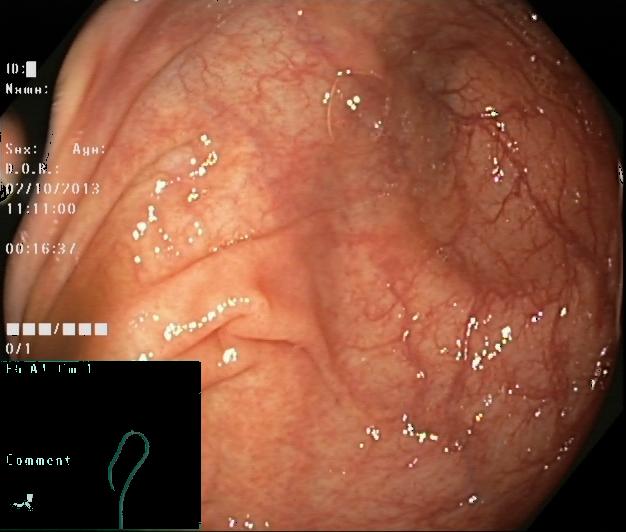 ID:
Name:
Sex: Age:
D.O.B.:
02/10/2013
11:11:00
00:16:37
0/1
Comment